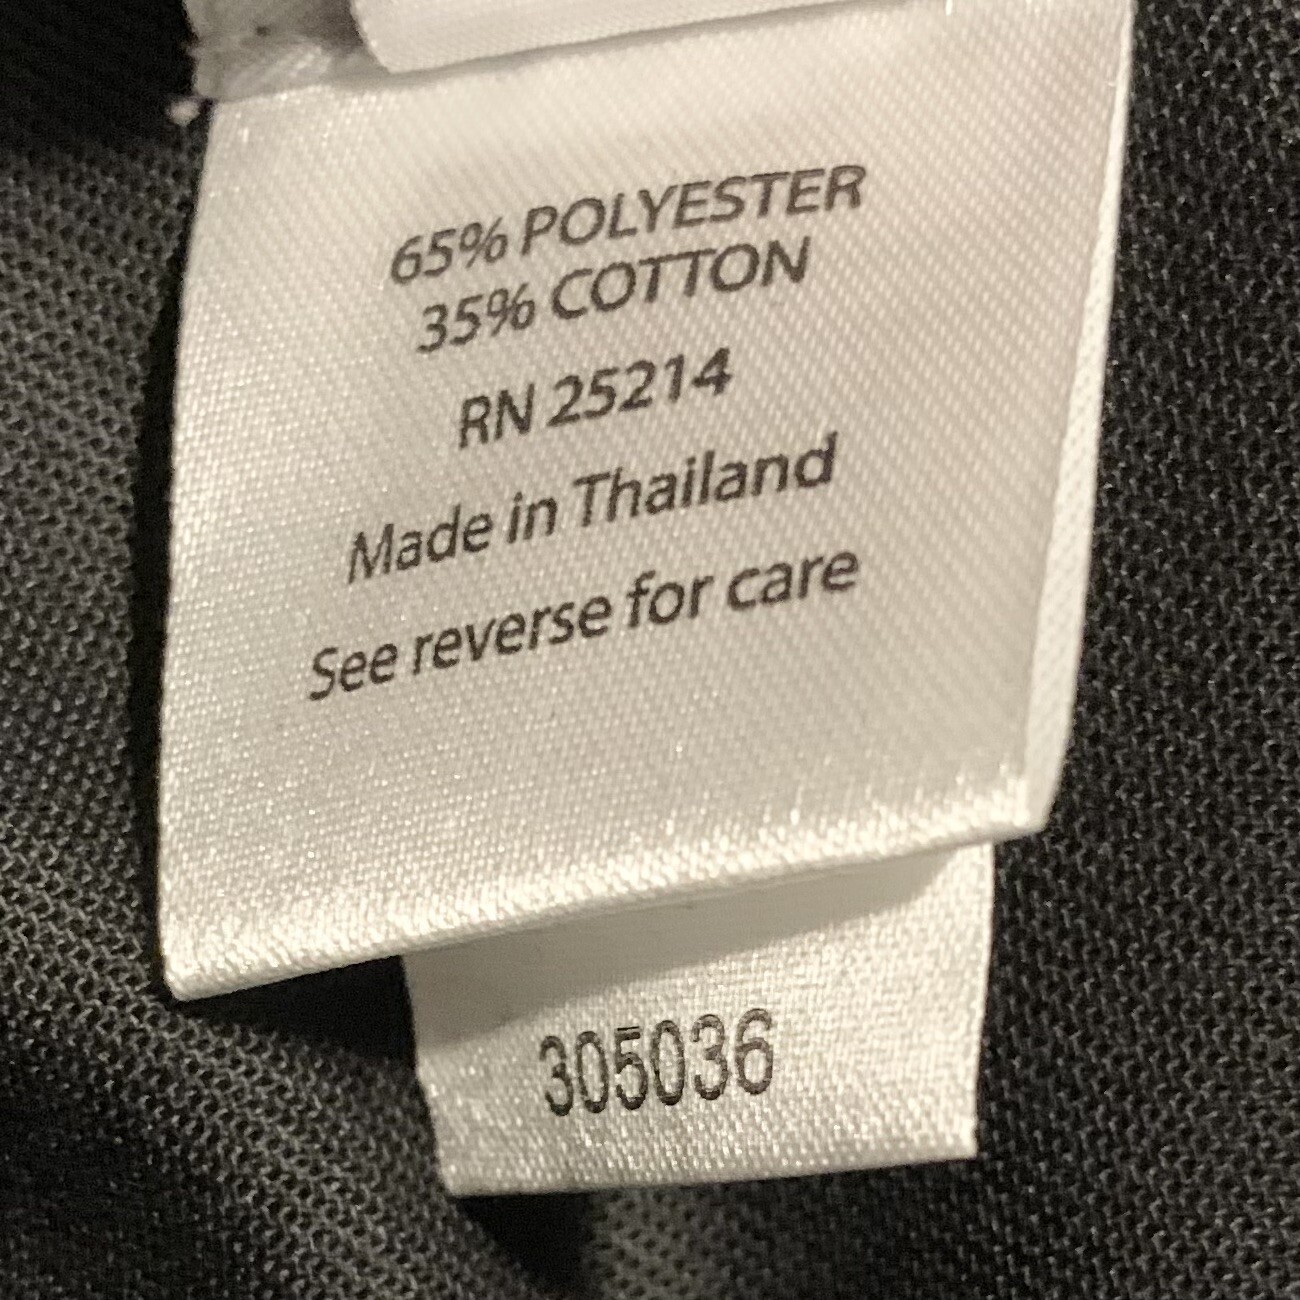 65% POLYESTER
35% COTTON
RN 25214
Made in Thailand
See reverse for care
305036